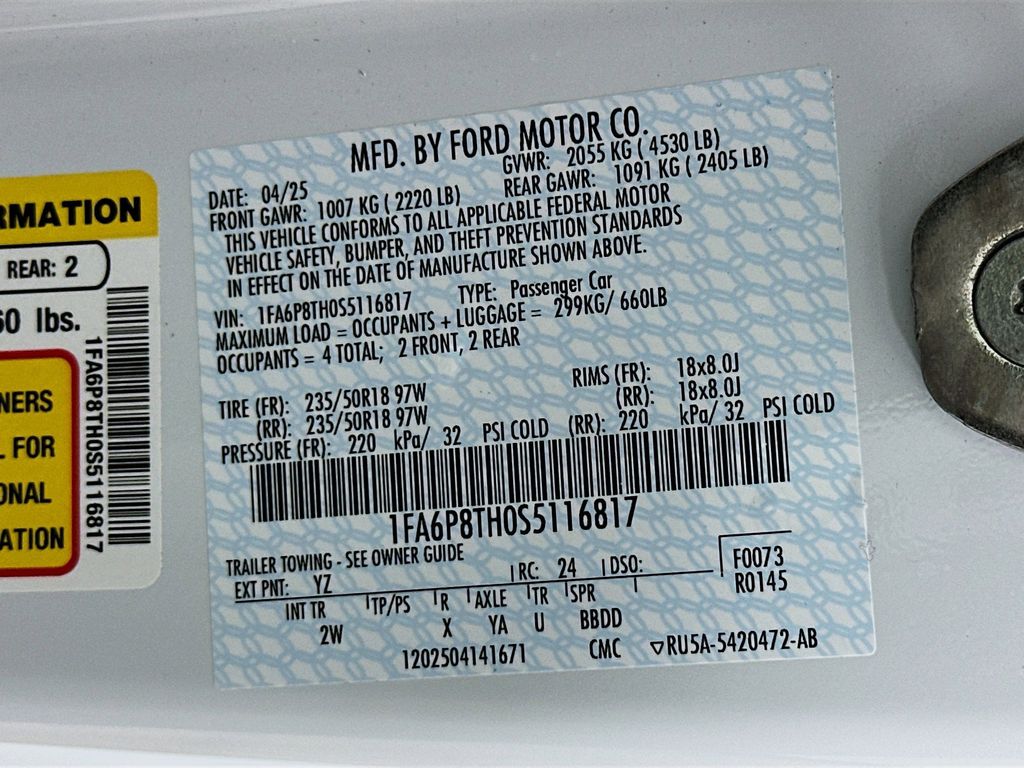 RMATION
REAR: 2
60 lbs.
NERS
L FOR
ONAL
ATION
1FA6P8TH0S5116817
MFD. BY FORD MOTOR CO.
DATE: 04/25 GVWR: 2055 KG ( 4530 LB)
FRONT GAWR: 1007 KG ( 2220 LB) REAR GAWR: 1091 KG ( 2405 LB)
THIS VEHICLE CONFORMS TO ALL APPLICABLE FEDERAL MOTOR
VEHICLE SAFETY, BUMPER, AND THEFT PREVENTION STANDARDS
IN EFFECT ON THE DATE OF MANUFACTURE SHOWN ABOVE.
VIN: 1FA6P8TH0S5116817 TYPE: Passenger Car
MAXIMUM LOAD = OCCUPANTS + LUGGAGE = 299KG/ 660LB
OCCUPANTS = 4 TOTAL; 2 FRONT, 2 REAR
TIRE (FR): 235/50R18 97W RIMS (FR): 18x8.0J
(RR): 235/50R18 97W (RR): 18x8.0J
PRESSURE (FR): 220 kPa/ 32 PSI COLD (RR): 220 kPa/ 32 PSI COLD
1FA6P8TH0S5116817
TRAILER TOWING - SEE OWNER GUIDE
EXT PNT: YZ RC: 24 DSO: F0073
R0145
INT TR TP/PS R AXLE TR SPR
2W X YA U BBDD
1202504141671 CMC ▽RU5A-5420472-AB